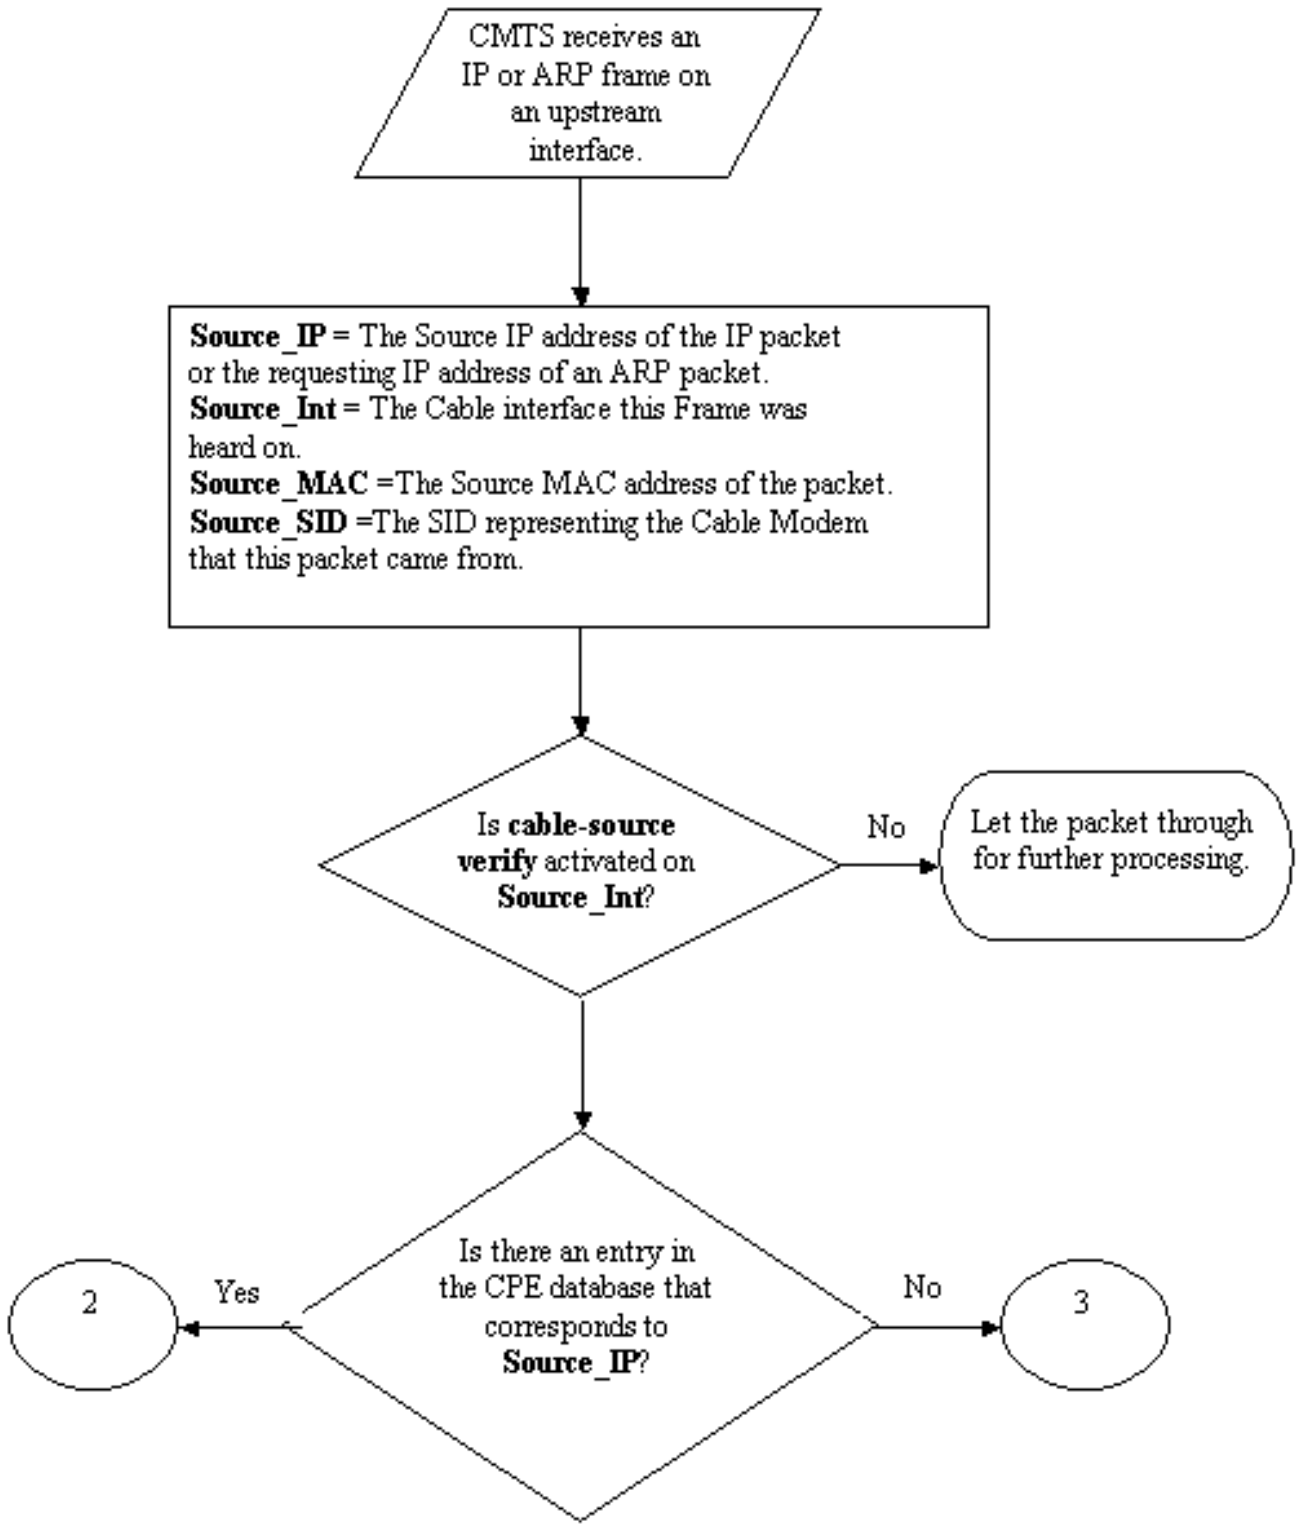 CMTS receives an
IP or ARP frame on
an upstream
interface.
Source_IP = The Source IP address of the IP packet
or the requesting IP address of an ARP packet.
Source_Int = The Cable interface this Frame was
heard on.
Source_MAC =The Source MAC address of the packet.
Source_SID =The SID representing the Cable Modem
that this packet came from.
Is cable-source
verify activated on
Source_Int?
No
Let the packet through
for further processing.
Is there an entry in
the CPE database that
corresponds to
Source_IP?
Yes
2
No
3